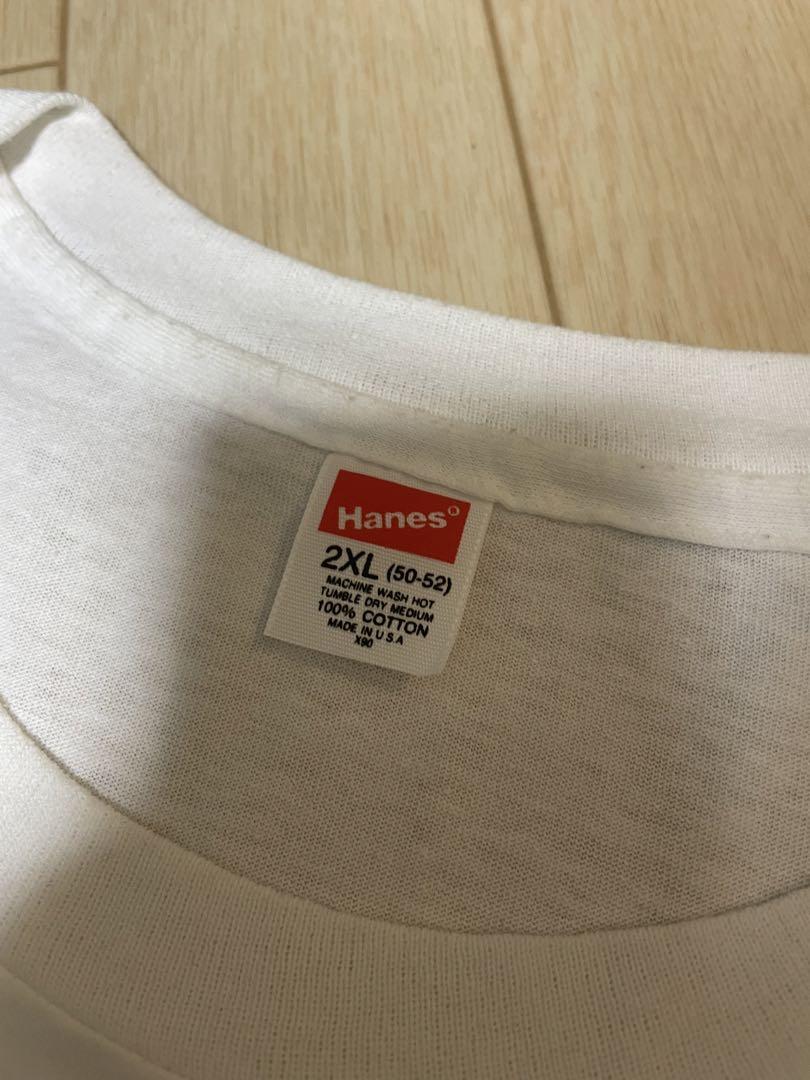 Hanes®
2XL (50-52)
MACHINE WASH HOT
TUMBLE DRY MEDIUM
100% COTTON
MADE IN U.S.A
X90